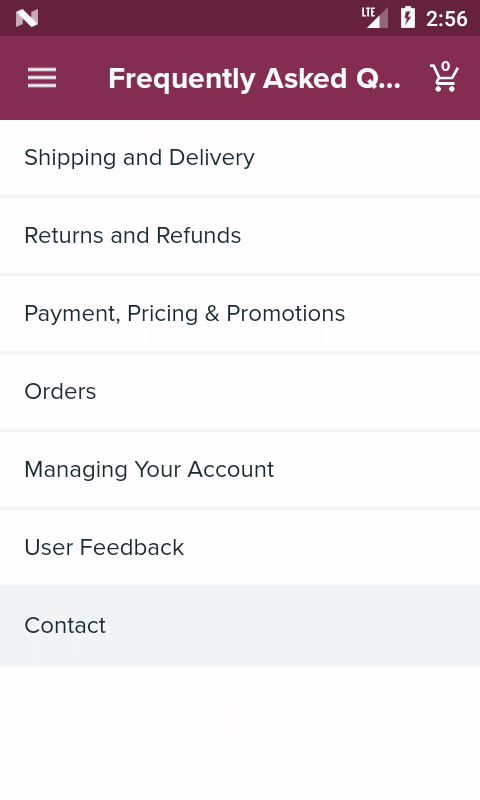 LTE 2:56
Frequently Asked Q... 0
Shipping and Delivery
Returns and Refunds
Payment, Pricing & Promotions
Orders
Managing Your Account
User Feedback
Contact